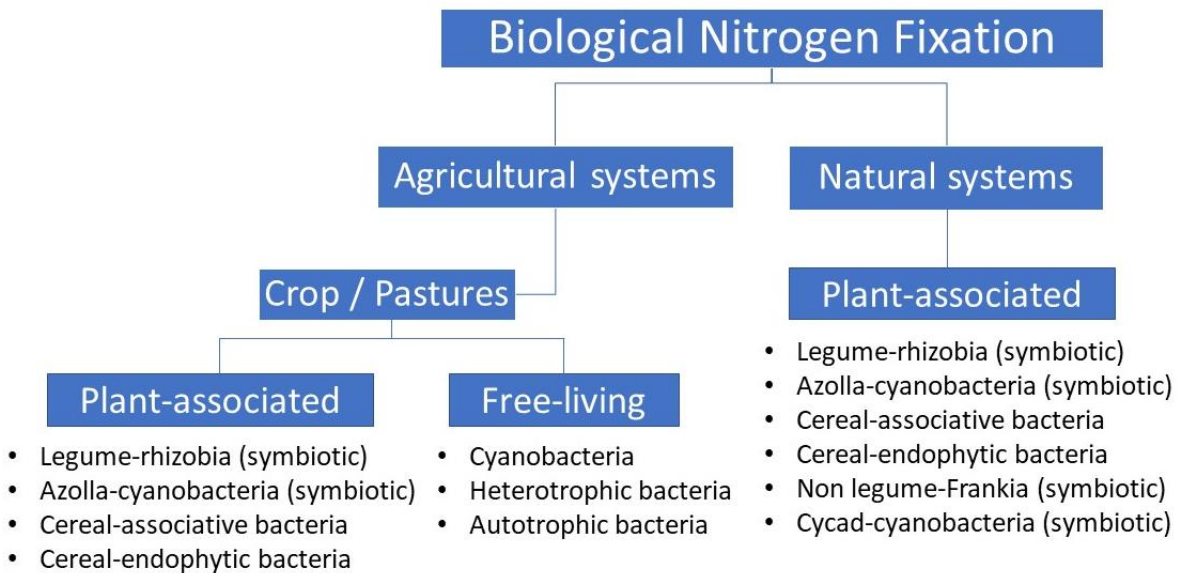 Biological Nitrogen Fixation
Agricultural systems
Natural systems
Crop / Pastures
Plant-associated
• Legume-rhizobia (symbiotic)
• Azolla-cyanobacteria (symbiotic)
• Cereal-associative bacteria
• Cereal-endophytic bacteria
Free-living
• Cyanobacteria
• Heterotrophic bacteria
• Autotrophic bacteria
Plant-associated
• Legume-rhizobia (symbiotic)
• Azolla-cyanobacteria (symbiotic)
• Cereal-associative bacteria
• Cereal-endophytic bacteria
• Non legume-Frankia (symbiotic)
• Cycad-cyanobacteria (symbiotic)